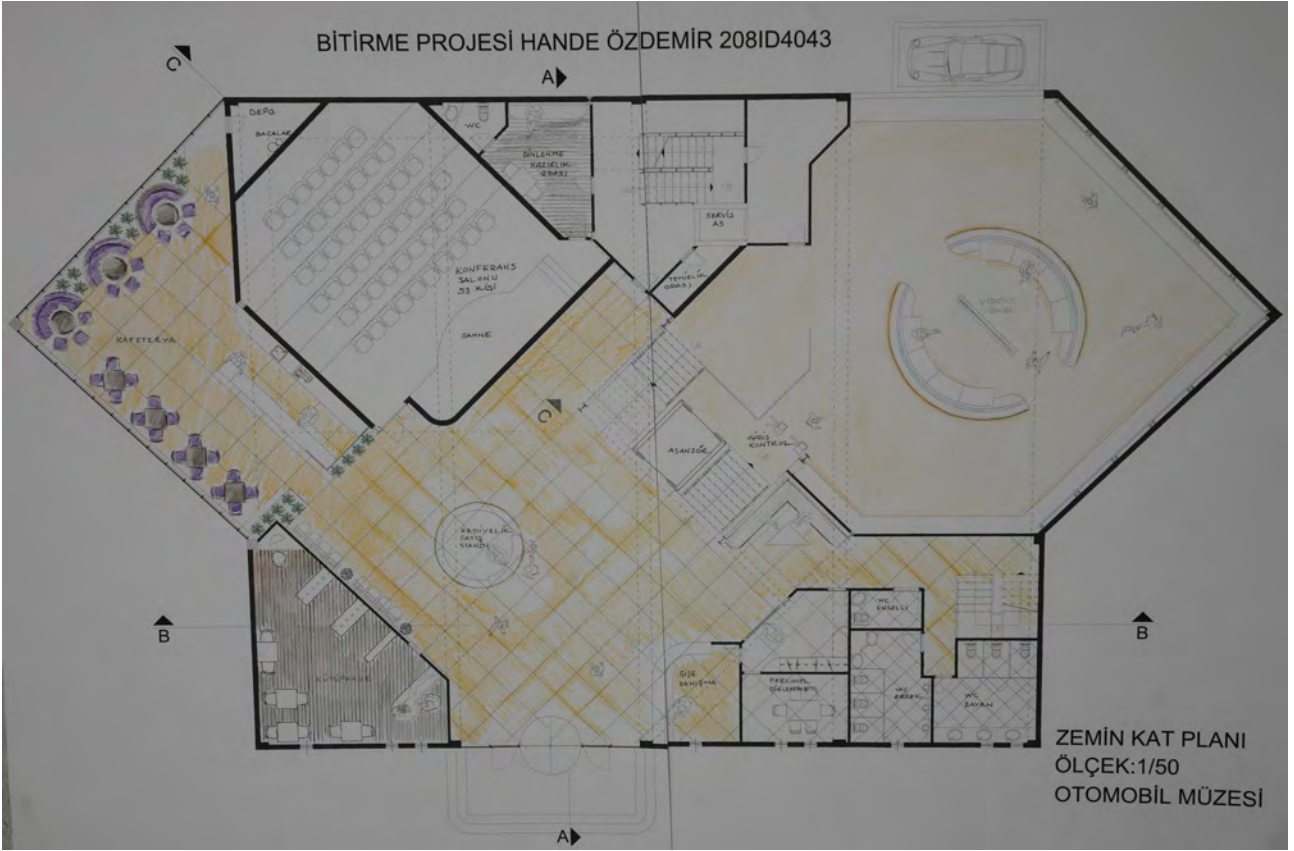 BİTİRME PROJESİ HANDE ÖZDEMİR 208ID4043
C
A
DEPO
BACALAR
WC
DİNLENME
HAZIRLIK
ODASI
SERVİS
AS
TEMİZLİK
ODASI
KONFERANS
SALONU
53 KİŞİ
SAHNE
KAFETERYA
C
ASANSÖR
GİRİŞ
KONTROL
HEDİYELİK
SATIŞ
STANDI
B
B
WC
ENGELLİ
GİŞE
DANIŞMA
PERSONEL
DİNLENME
WC
ERKEK
WC
BAYAN
KÜTÜPHANE
ZEMİN KAT PLANI
ÖLÇEK:1/50
OTOMOBİL MÜZESİ
A